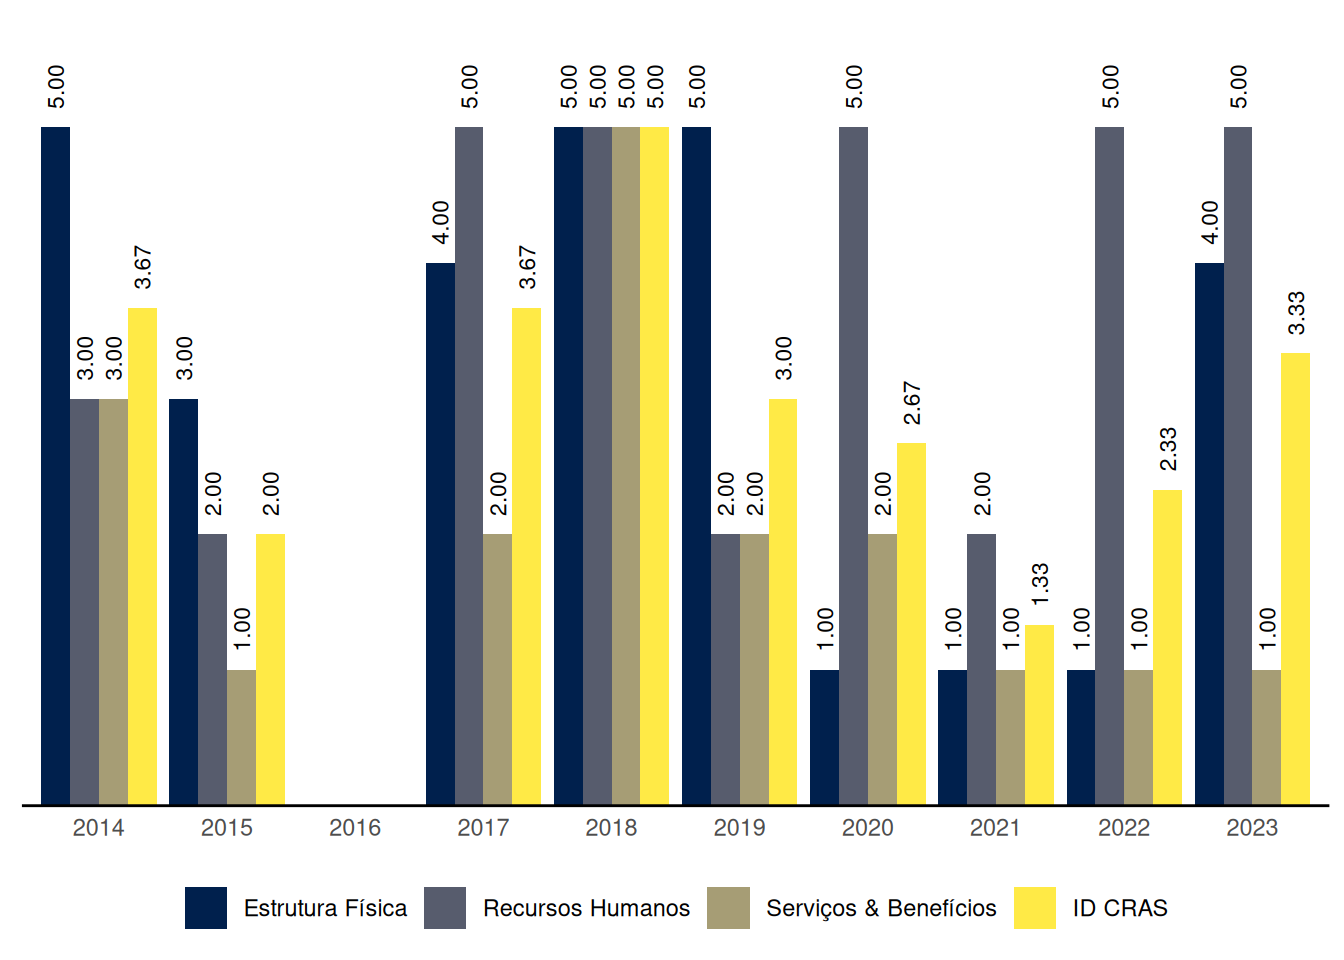 5.00 3.00 3.00 3.67
3.00 2.00 1.00 2.00
4.00 5.00 2.00 3.67
5.00 5.00 5.00 5.00
5.00 2.00 2.00 3.00
1.00 5.00 2.00 2.67
1.00 2.00 1.00 1.33
1.00 5.00 1.00 2.33
4.00 5.00 1.00 3.33
2014 2015 2016 2017 2018 2019 2020 2021 2022 2023
Estrutura Física Recursos Humanos Serviços & Benefícios ID CRAS